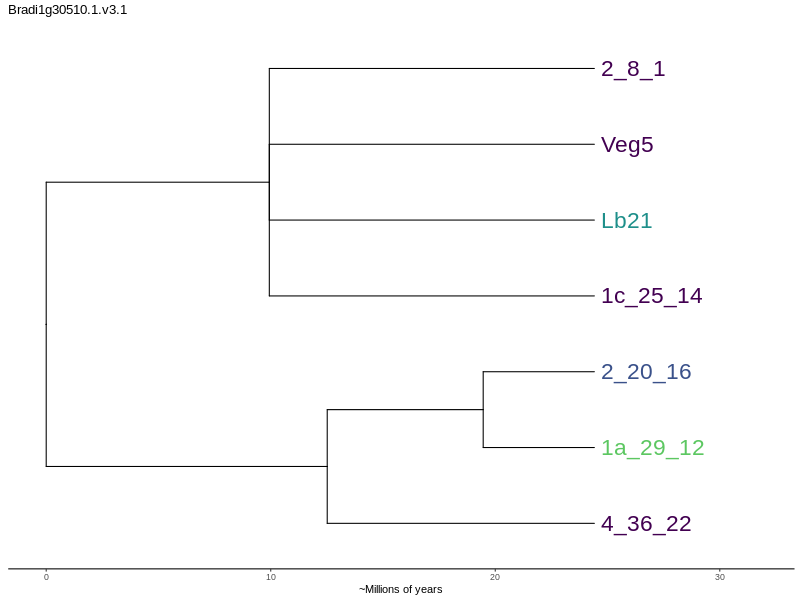 Bradi1g30510.1.v3.1
2_8_1
Veg5
Lb21
1c_25_14
2_20_16
1a_29_12
4_36_22
0 10 20 30
~Millions of years